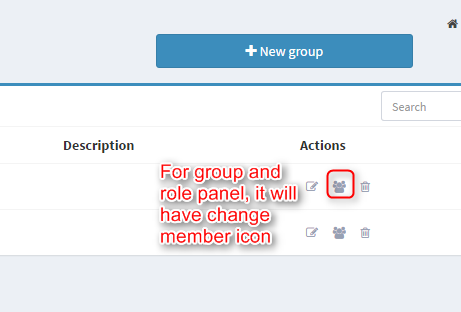 New group
Search
Description Actions
For group and
role panel, it will
have change
member icon